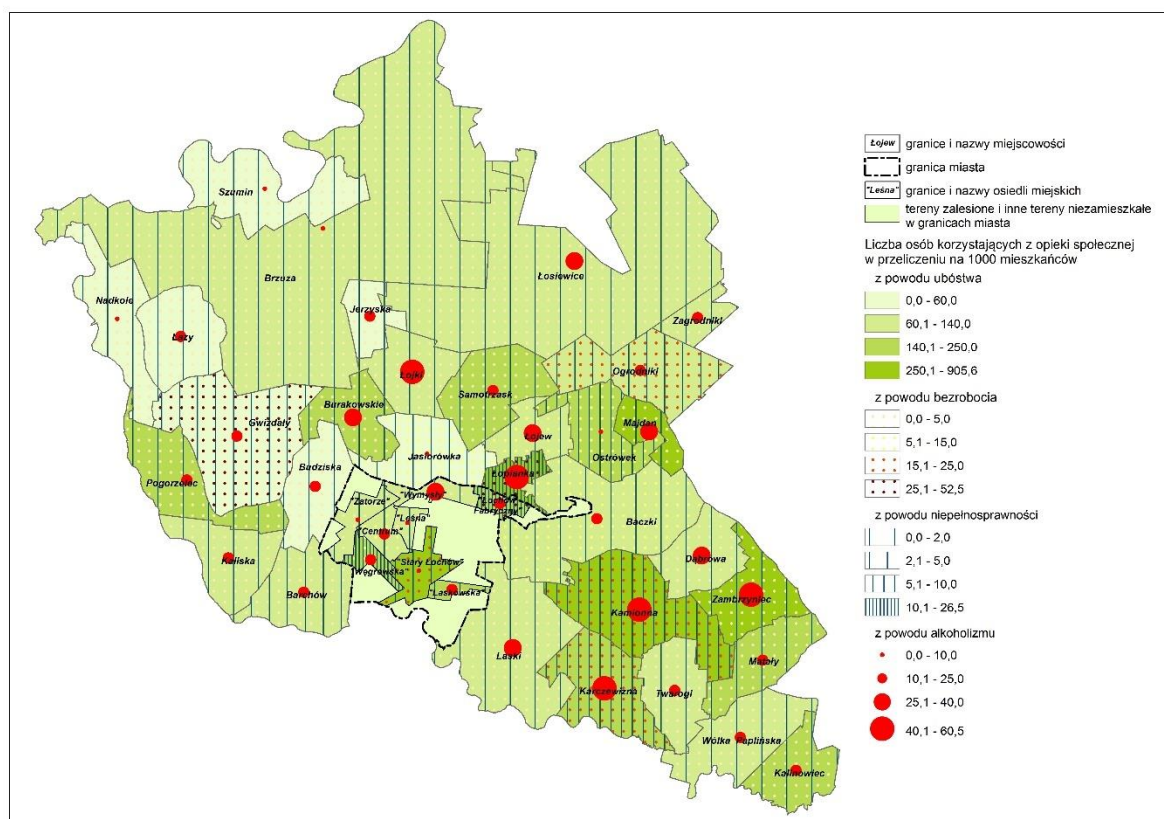 Szumin
Brzuza
Nadkole
Łazy
Jerzyska
Łosiewice
Zagrodniki
Ogrodniki
Łojki
Samotrzask
Burakowskie
Gwizdały
Majdan
Łojew
Ostrówek
Jasiorówka
Budziska
Łopianka
Pogorzelec
"Wymysły"
"Zatorze"
"Łochów
Fabryczny"
"Leśna"
"Centrum"
Baczki
Kaliska
"Węgrowska"
"Stary Łochów"
Dąbrowa
Barchów
"Laskowska"
Zambrzyniec
Kamionna
Laski
Matały
Karczewizna
Twarogi
Wólka Paplińska
Kalinowiec
Łojew granice i nazwy miejscowości
granica miasta
"Leśna" granice i nazwy osiedli miejskich
tereny zalesione i inne tereny niezamieszkałe
w granicach miasta
Liczba osób korzystających z opieki społecznej
w przeliczeniu na 1000 mieszkańców
z powodu ubóstwa
0,0 - 60,0
60,1 - 140,0
140,1 - 250,0
250,1 - 905,6
z powodu bezrobocia
0,0 - 5,0
5,1 - 15,0
15,1 - 25,0
25,1 - 52,5
z powodu niepełnosprawności
0,0 - 2,0
2,1 - 5,0
5,1 - 10,0
10,1 - 26,5
z powodu alkoholizmu
0,0 - 10,0
10,1 - 25,0
25,1 - 40,0
40,1 - 60,5